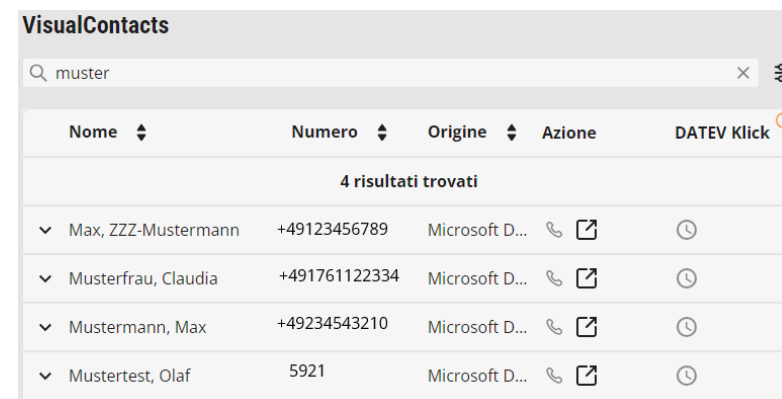 VisualContacts
muster
Nome Numero Origine Azione DATEV Klick
4 risultati trovati
Max, ZZZ-Mustermann +49123456789 Microsoft D...
Musterfrau, Claudia +491761122334 Microsoft D...
Mustermann, Max +49234543210 Microsoft D...
Mustertest, Olaf 5921 Microsoft D...